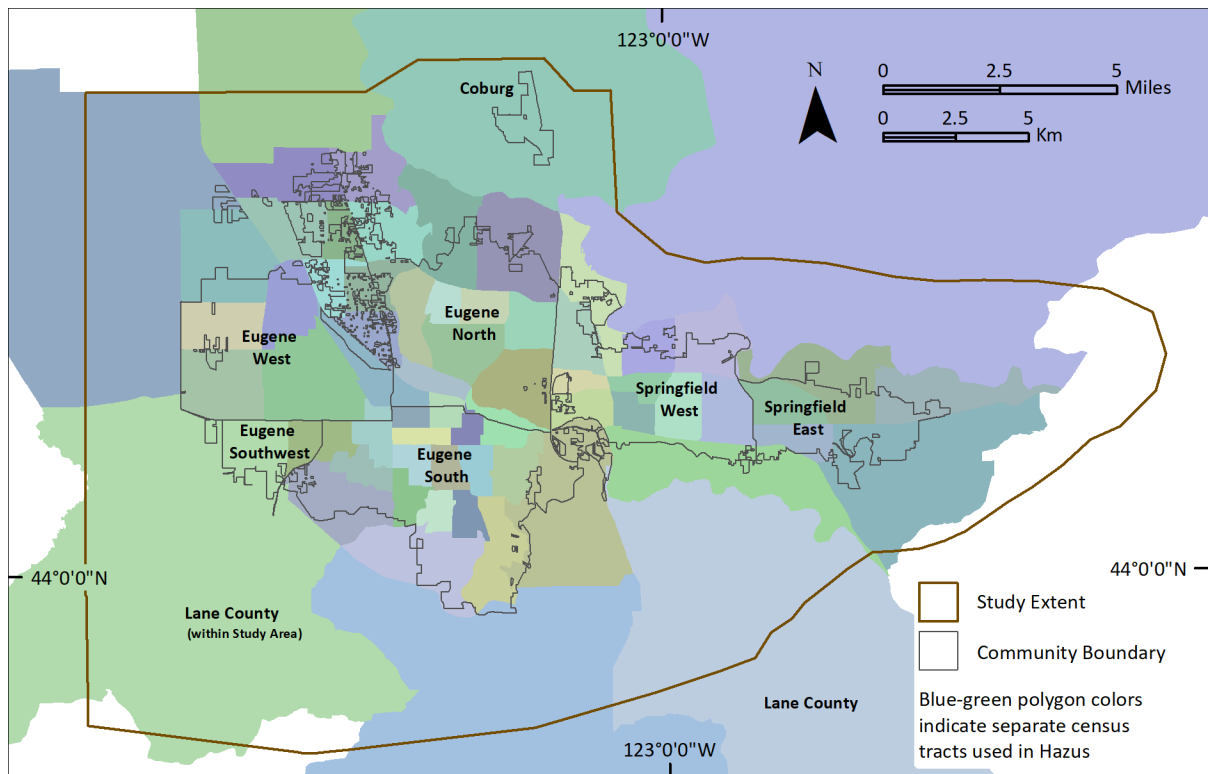 123°0'0"W
N
0 2.5 5
Miles
0 2.5 5
Km
Coburg
Eugene
North
Eugene
West
Springfield
West
Springfield
East
Eugene
Southwest
Eugene
South
44°0'0"N
44°0'0"N
Lane County
(within Study Area)
Lane County
123°0'0"W
Study Extent
Community Boundary
Blue-green polygon colors
indicate separate census
tracts used in Hazus